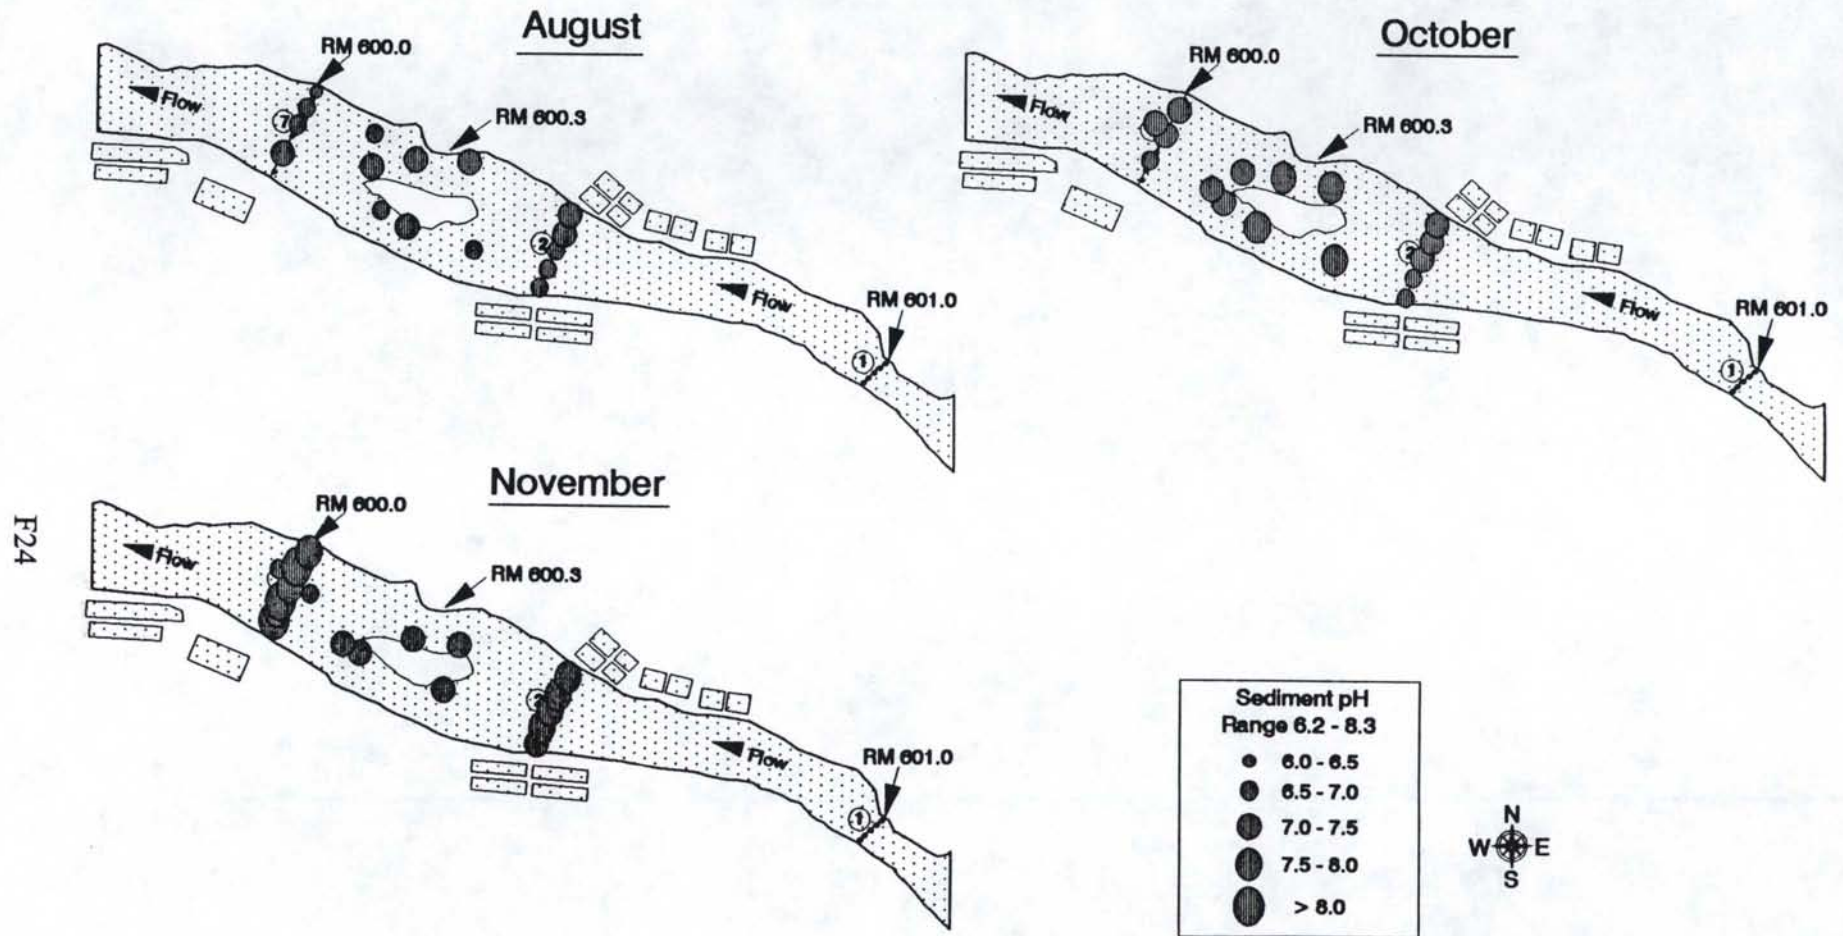 August
RM 600.0
RM 600.3
Flow
7
2
Flow
RM 601.0
1
October
RM 600.0
RM 600.3
Flow
2
Flow
RM 601.0
1
November
RM 600.0
RM 600.3
Flow
2
Flow
RM 601.0
1
F24
Sediment pH
Range 6.2 - 8.3
6.0 - 6.5
6.5 - 7.0
7.0 - 7.5
7.5 - 8.0
> 8.0
N
W E
S